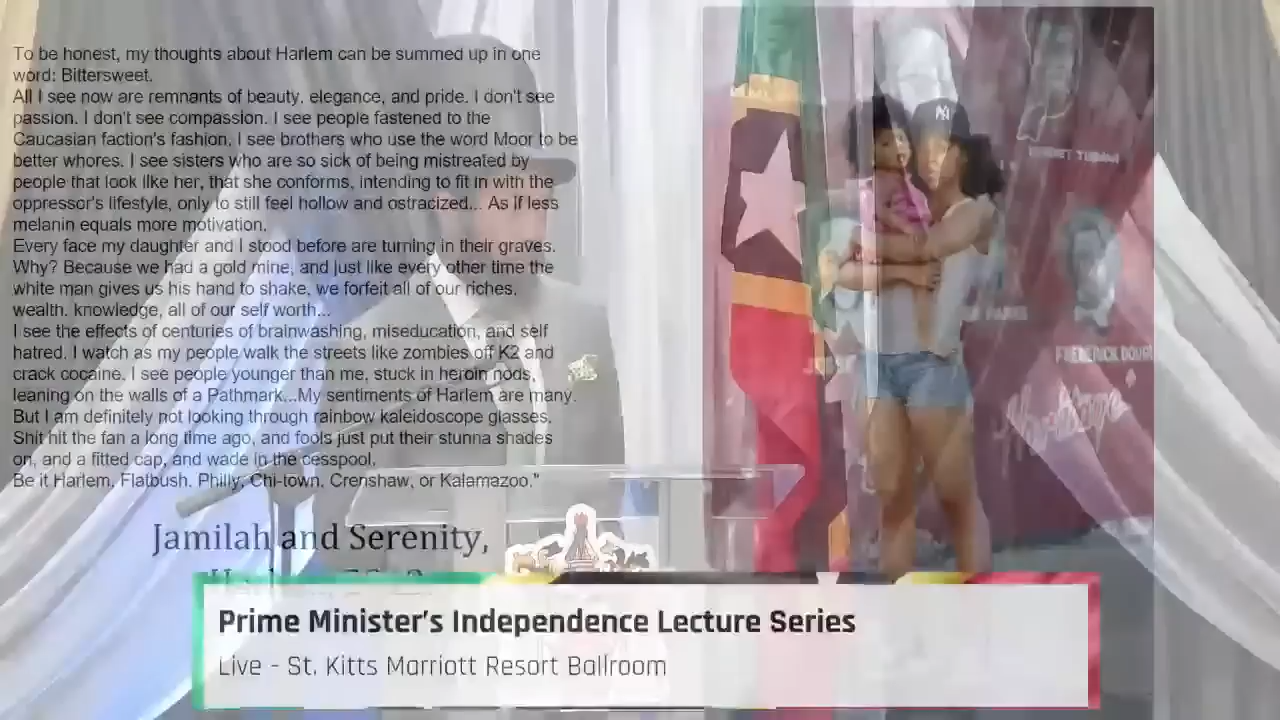 To be honest, my thoughts about Harlem can be summed up in one
word: Bittersweet.
All I see now are remnants of beauty, elegance, and pride. I don't see
passion. I don't see compassion. I see people fastened to the
Caucasian faction's fashion. I see brothers who use the word Moor to be
better whores. I see sisters who are so sick of being mistreated by
people that look like her, that she conforms, intending to fit in with the
oppressor's lifestyle, only to still feel hollow and ostracized... As if less
melanin equals more motivation.
Every face my daughter and I stood before are turning in their graves.
Why? Because we had a gold mine, and just like every other time the
white man gives us his hand to shake, we forfeit all of our riches,
wealth, knowledge, all of our self worth...
I see the effects of centuries of brainwashing, miseducation, and self
hatred. I watch as my people walk the streets like zombies off K2 and
crack cocaine. I see people younger than me, stuck in heroin nods,
leaning on the walls of a Pathmark...My sentiments of Harlem are many.
But I am definitely not looking through rainbow kaleidoscope glasses.
Shit hit the fan a long time ago, and fools just put their stunna shades
on, and a fitted cap, and wade in the cesspool,
Be it Harlem, Flatbush, Philly, Chi-town, Crenshaw, or Kalamazoo."
Jamilah and Serenity,
NY
TUBMAN
FREDERICK DOUG
Prime Minister's Independence Lecture Series
Live - St. Kitts Marriott Resort Ballroom